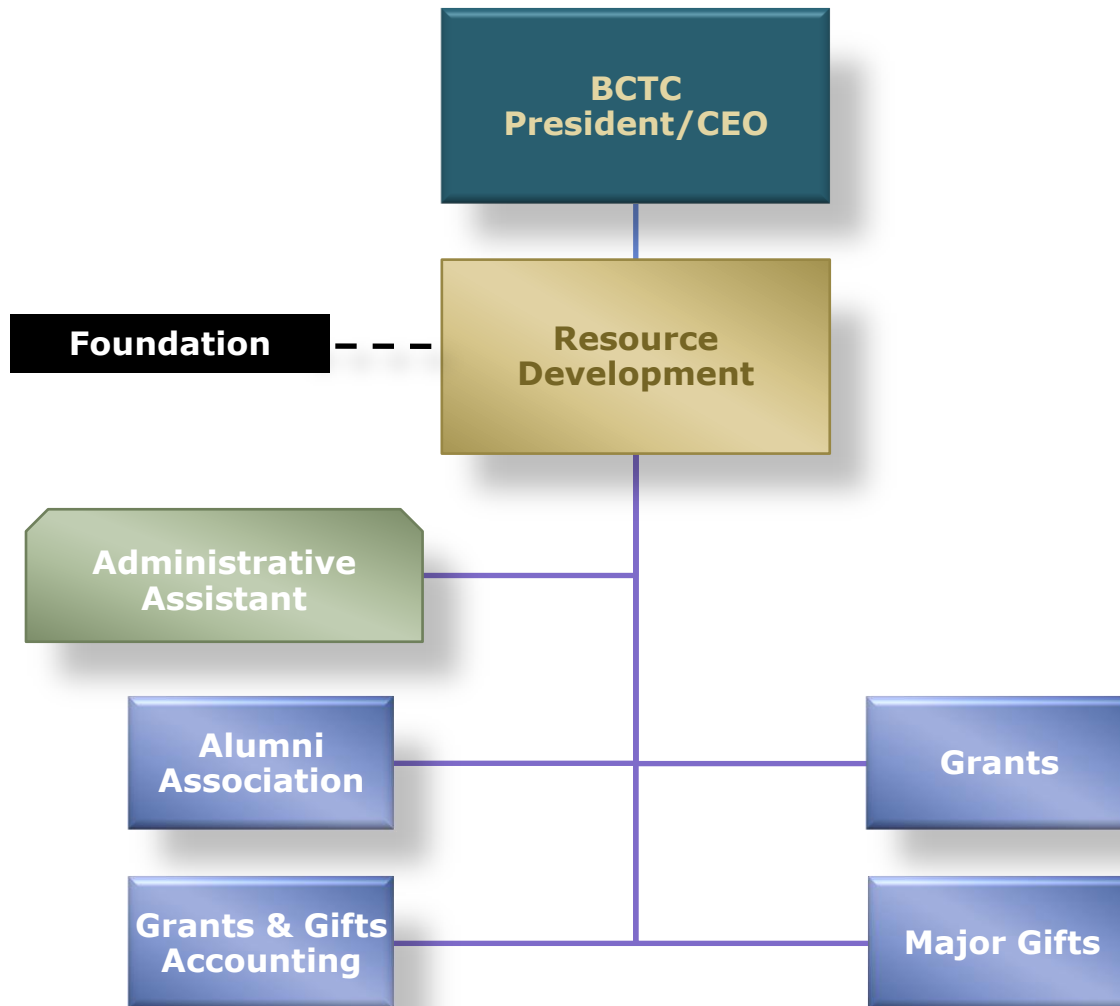 BCTC
President/CEO
Foundation
Resource
Development
Administrative
Assistant
Alumni
Association
Grants
Grants & Gifts
Accounting
Major Gifts